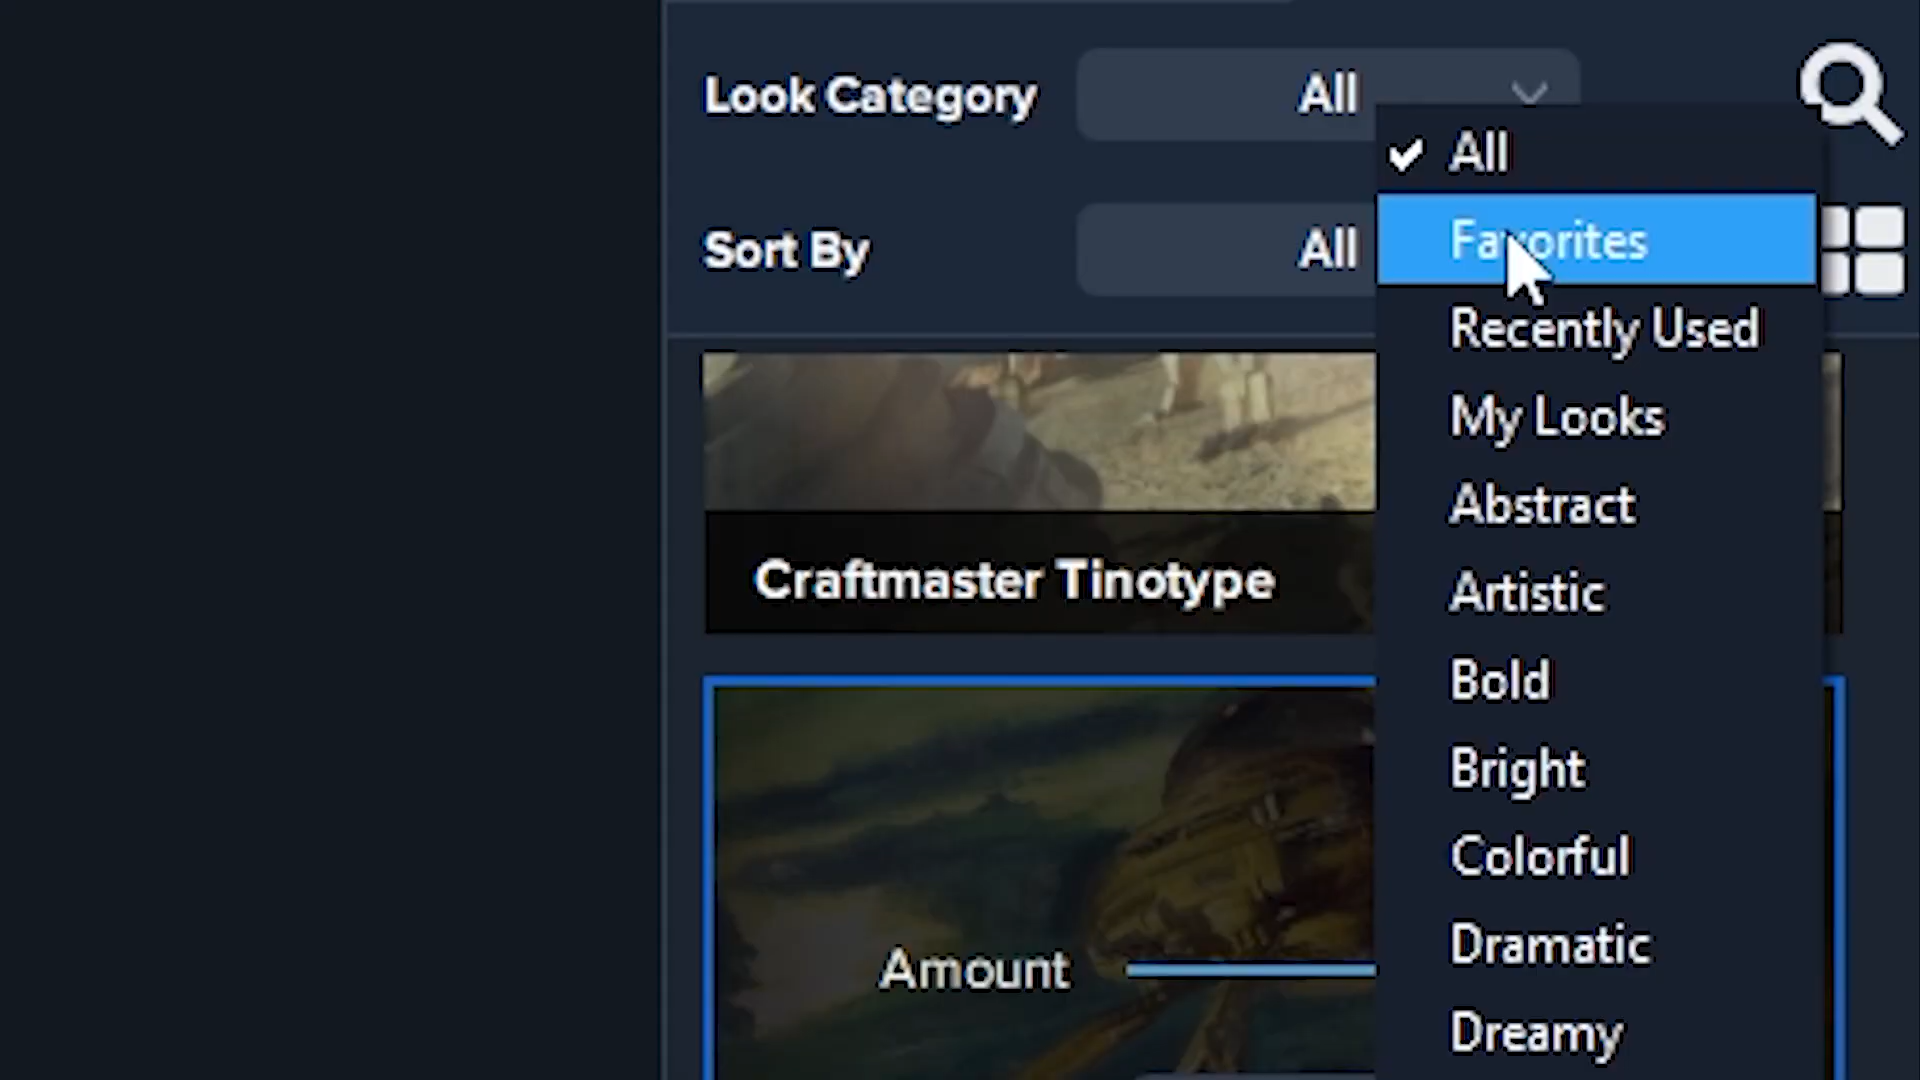 Look Category
All
Sort By
All
All
Favorites
Recently Used
My Looks
Abstract
Artistic
Bold
Bright
Colorful
Dramatic
Dreamy
Craftmaster Tinotype
Amount